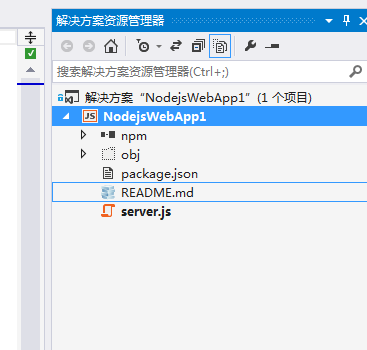 解决方案资源管理器
搜索解决方案资源管理器(Ctrl+;)
解决方案“NodejsWebApp1”(1 个项目)
JS NodejsWebApp1
npm
obj
package.json
README.md
server.js